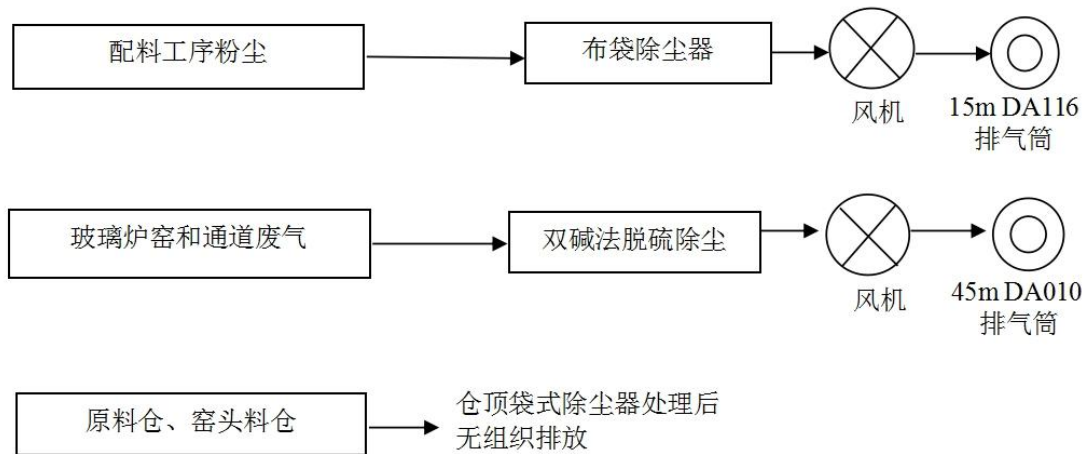 配料工序粉尘
布袋除尘器
风机
15m DA116
排气筒
玻璃炉窑和通道废气
双碱法脱硫除尘
风机
45m DA010
排气筒
原料仓、窑头料仓
仓顶袋式除尘器处理后
无组织排放